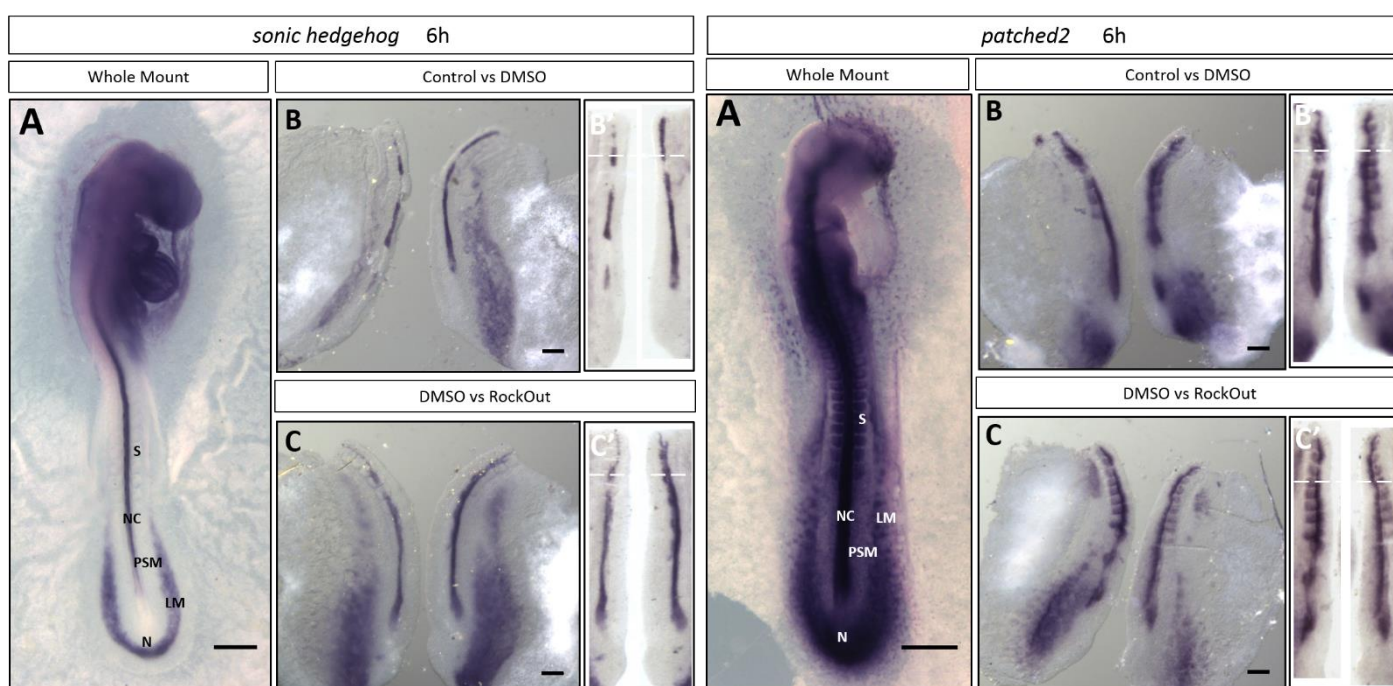 sonic hedgehog 6h
Whole Mount
Control vs DMSO
A
B
B'
S
NC
PSM
LM
N
DMSO vs RockOut
C
C'
patched2 6h
Whole Mount
Control vs DMSO
A
B
B'
S
NC
LM
PSM
N
DMSO vs RockOut
C
C'